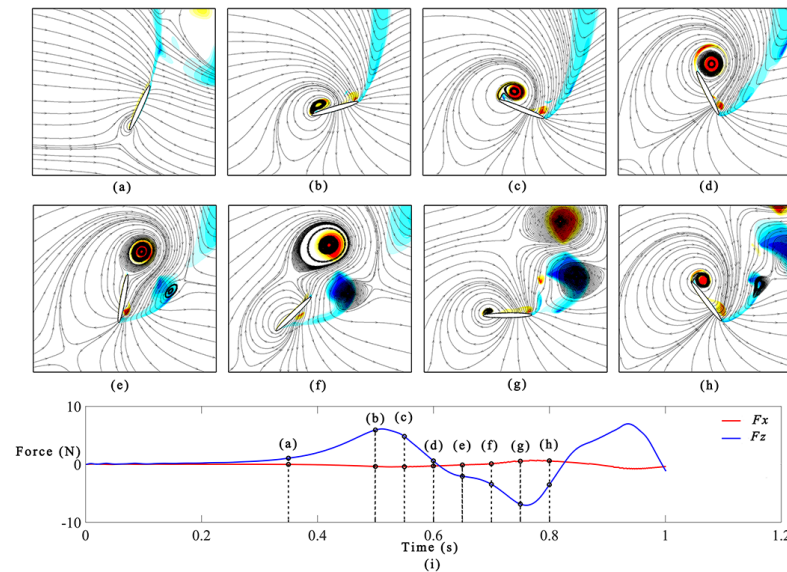 (a) (b) (c) (d)
(e) (f) (g) (h)
10
0
-10
Force (N)
(a) (b) (c) (d) (e) (f) (g) (h)
Fx
Fz
0 0.2 0.4 0.6 0.8 1 1.2
Time (s)
(i)